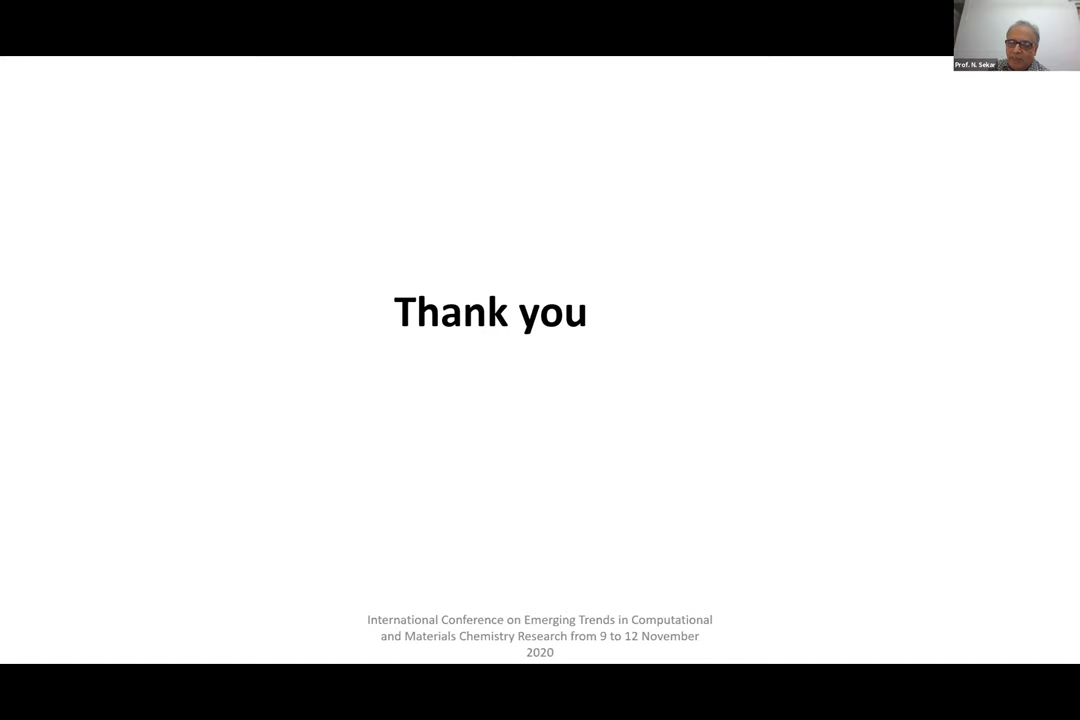 Prof. N. Sekar
Thank you
International Conference on Emerging Trends in Computational
and Materials Chemistry Research from 9 to 12 November
2020